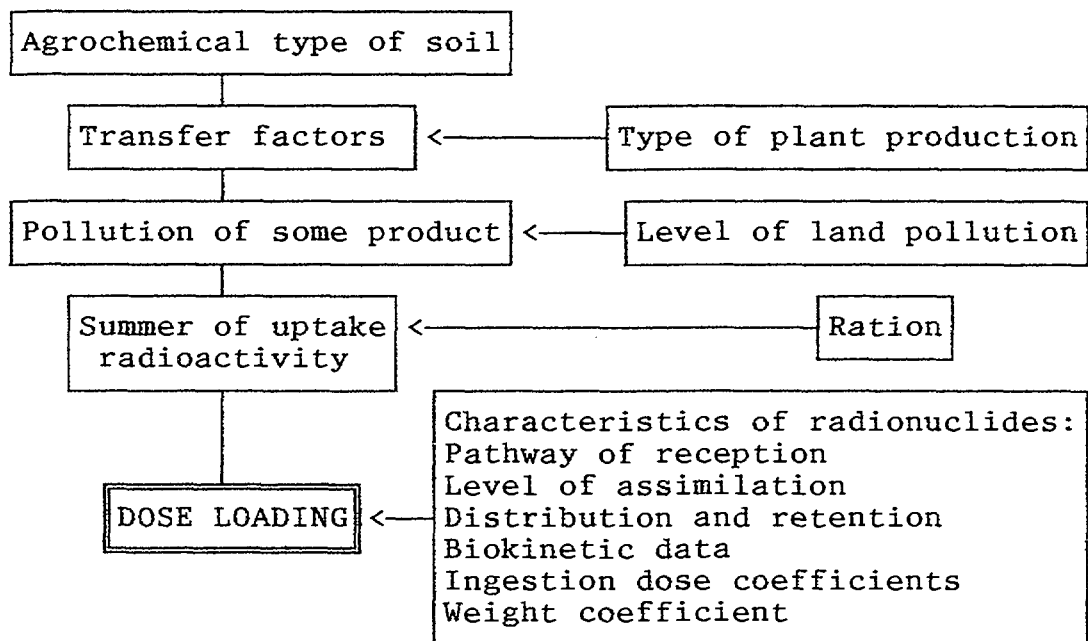 Agrochemical type of soil
Transfer factors
Type of plant production
Pollution of some product
Level of land pollution
Summer of uptake
radioactivity
Ration
Characteristics of radionuclides:
Pathway of reception
Level of assimilation
Distribution and retention
Biokinetic data
Ingestion dose coefficients
Weight coefficient
DOSE LOADING